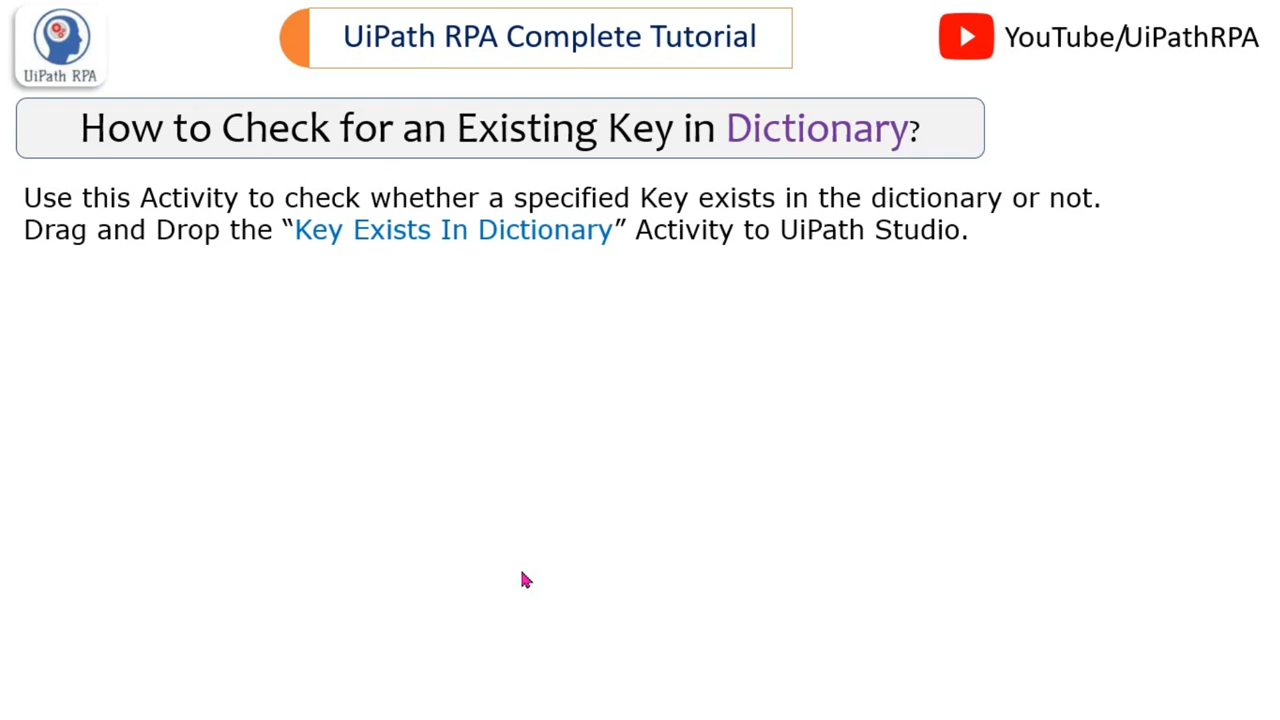 UiPath RPA
UiPath RPA Complete Tutorial
YouTube/UiPathRPA
How to Check for an Existing Key in Dictionary?
Use this Activity to check whether a specified Key exists in the dictionary or not.
Drag and Drop the “Key Exists In Dictionary” Activity to UiPath Studio.